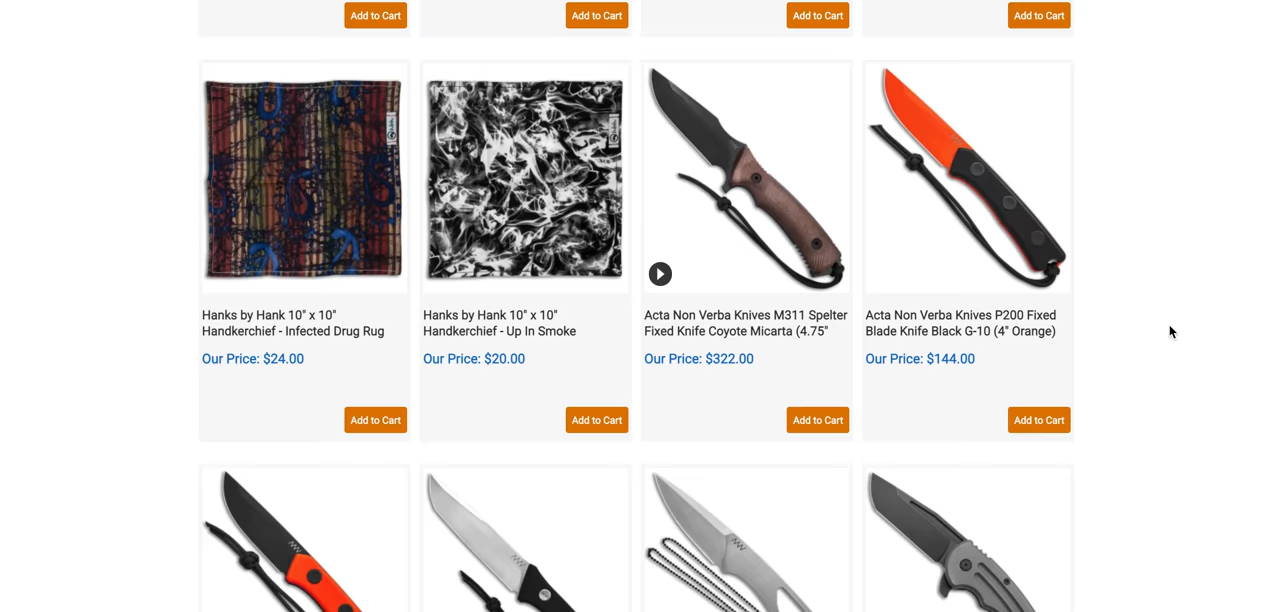 Add to Cart
Add to Cart
Add to Cart
Add to Cart
Hanks by Hank 10" x 10"
Handkerchief - Infected Drug Rug
Our Price: $24.00
Add to Cart
Hanks by Hank 10" x 10"
Handkerchief - Up In Smoke
Our Price: $20.00
Add to Cart
Acta Non Verba Knives M311 Spelter
Fixed Knife Coyote Micarta (4.75"
Our Price: $322.00
Add to Cart
Acta Non Verba Knives P200 Fixed
Blade Knife Black G-10 (4" Orange)
Our Price: $144.00
Add to Cart